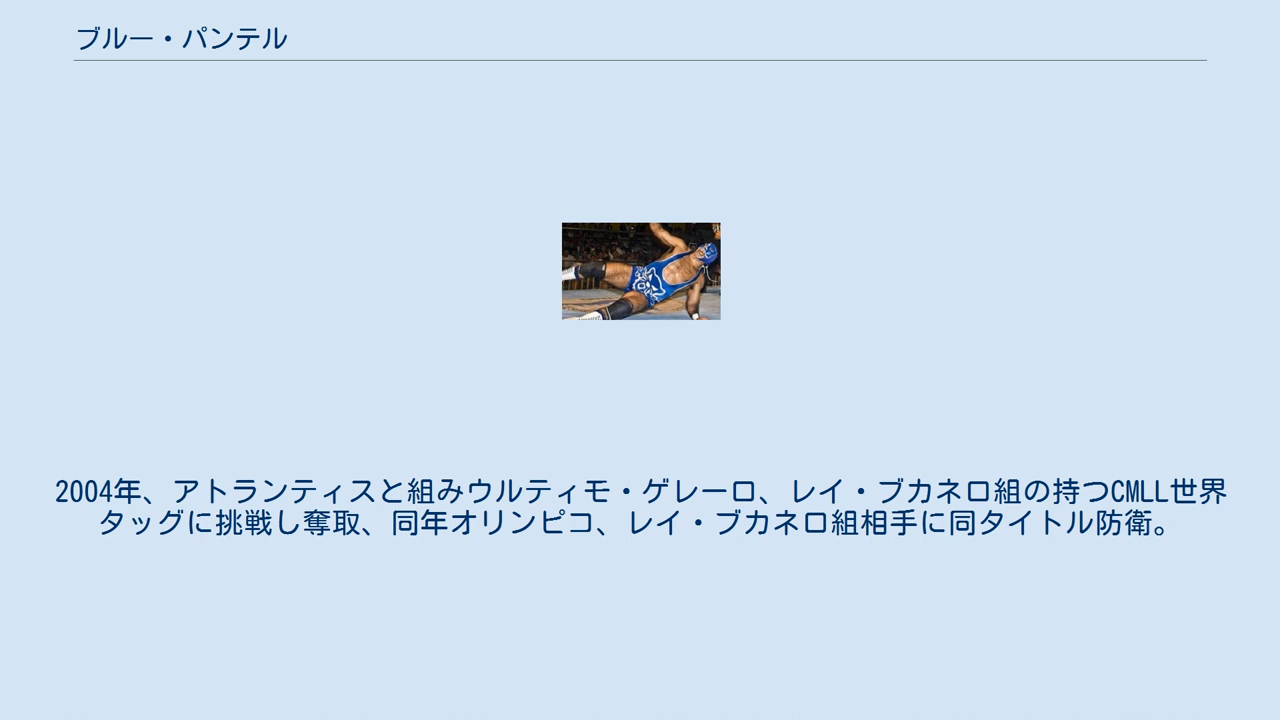 ブルー・パンテル
2004年、アトランティスと組みウルティモ・ゲレーロ、レイ・ブカネロ組の持つCMLL世界
タッグに挑戦し奪取、同年オリンピコ、レイ・ブカネロ組相手に同タイトル防衛。